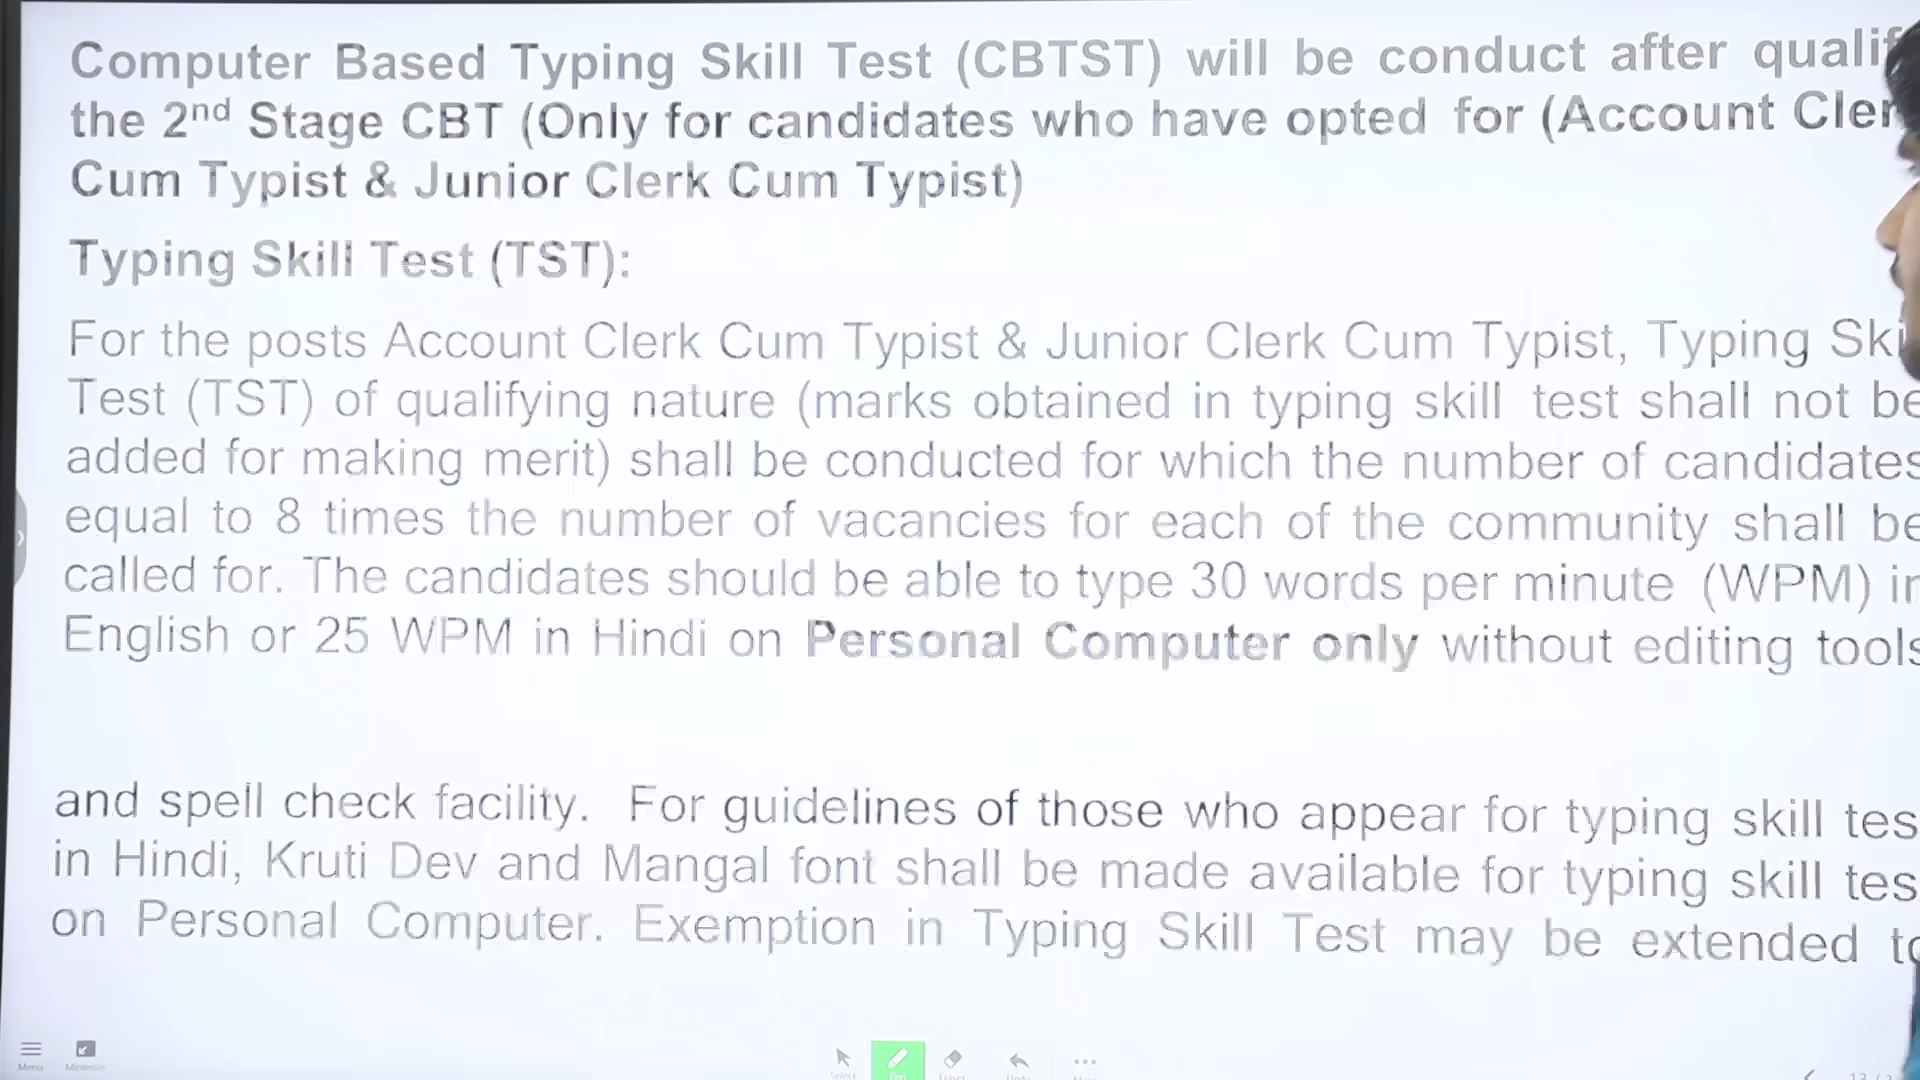 Computer Based Typing Skill Test (CBTST) will be conduct after qualif
the 2nd Stage CBT (Only for candidates who have opted for (Account Cler
Cum Typist & Junior Clerk Cum Typist)
Typing Skill Test (TST):
For the posts Account Clerk Cum Typist & Junior Clerk Cum Typist, Typing Ski
Test (TST) of qualifying nature (marks obtained in typing skill test shall not be
added for making merit) shall be conducted for which the number of candidates
equal to 8 times the number of vacancies for each of the community shall be
called for. The candidates should be able to type 30 words per minute (WPM) in
English or 25 WPM in Hindi on Personal Computer only without editing tools
and spell check facility. For guidelines of those who appear for typing skill tes
in Hindi, Kruti Dev and Mangal font shall be made available for typing skill tes
on Personal Computer. Exemption in Typing Skill Test may be extended to
Menu Minimize Select Pen Undo